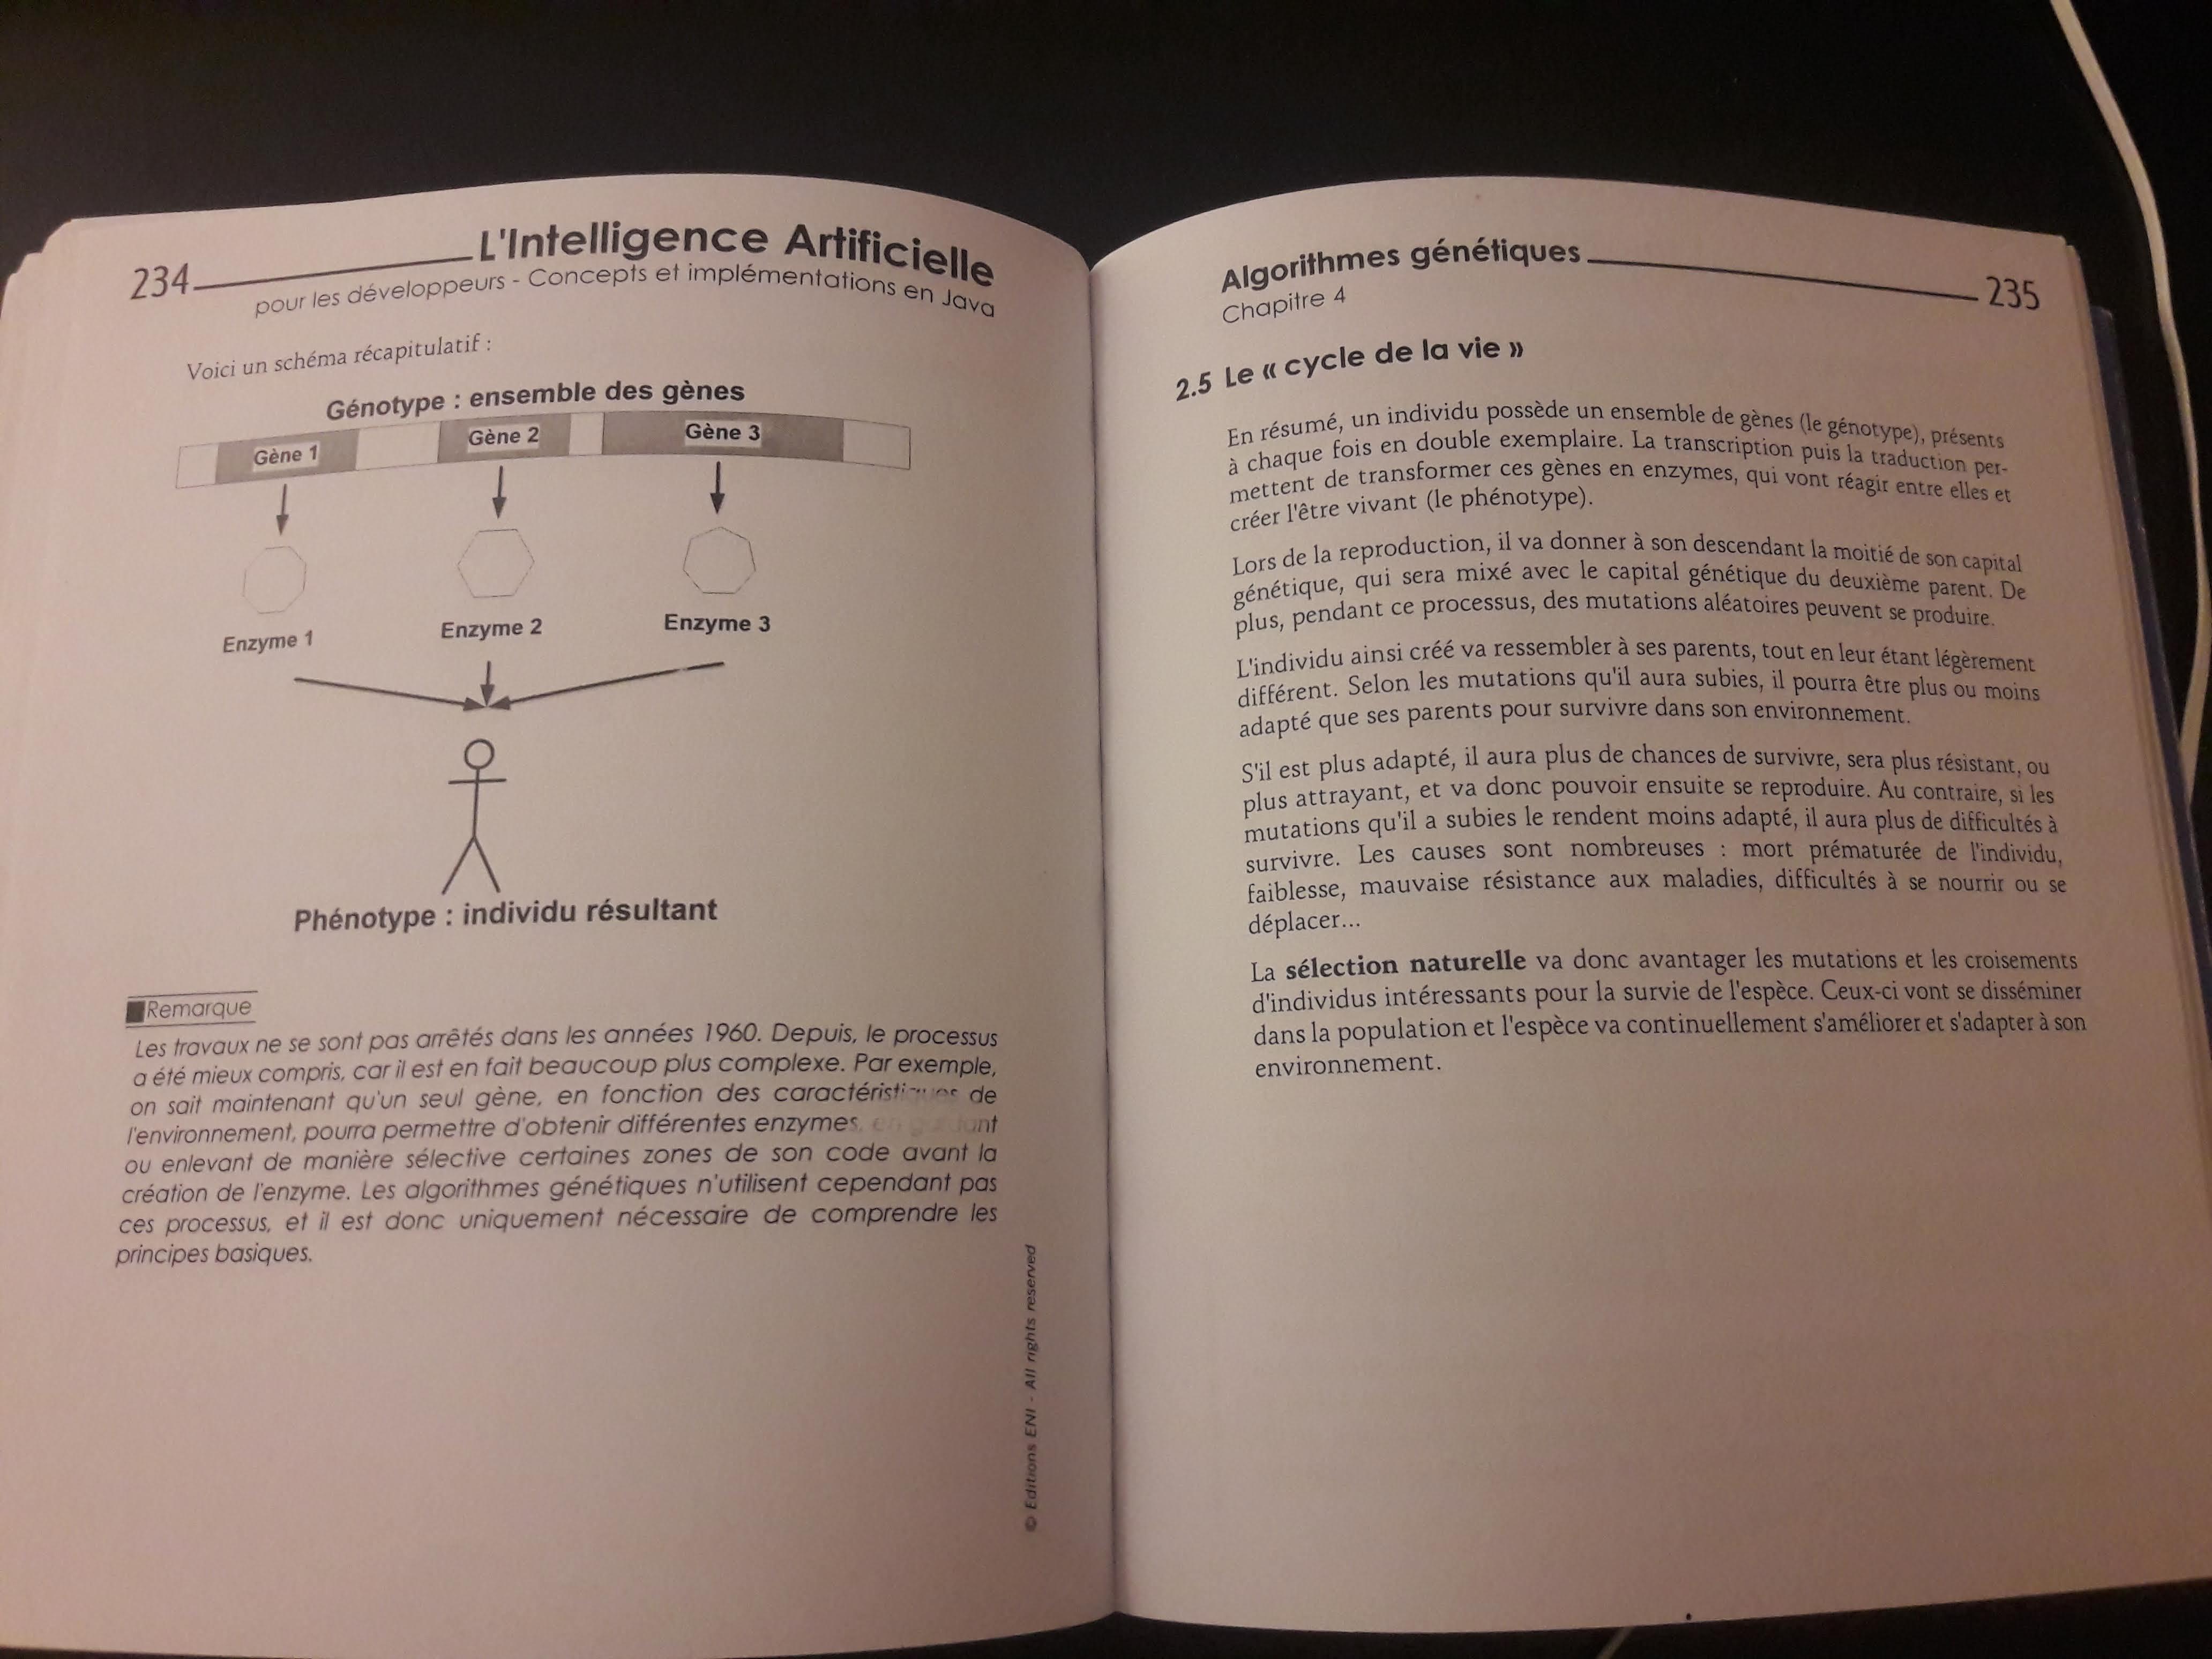 234
L'Intelligence Artificielle
pour les développeurs - Concepts et implémentations en Java
Voici un schéma récapitulatif :
Génotype : ensemble des gènes
Gène 1
Gène 2
Gène 3
Enzyme 1
Enzyme 2
Enzyme 3
Phénotype : individu résultant
Remarque
Les travaux ne se sont pas arrêtés dans les années 1960. Depuis, le processus
a été mieux compris, car il est en fait beaucoup plus complexe. Par exemple,
on sait maintenant qu'un seul gène, en fonction des caractéristiques de
l'environnement, pourra permettre d'obtenir différentes enzymes, en
ou enlevant de manière sélective certaines zones de son code avant la
création de l'enzyme. Les algorithmes génétiques n'utilisent cependant pas
ces processus, et il est donc uniquement nécessaire de comprendre les
principes basiques.
© Editions ENI - All rights reserved
Algorithmes génétiques
235
Chapitre 4
2.5 Le « cycle de la vie »
En résumé, un individu possède un ensemble de gènes (le génotype), présents
à chaque fois en double exemplaire. La transcription puis la traduction per-
mettent de transformer ces gènes en enzymes, qui vont réagir entre elles et
créer l'être vivant (le phénotype).
Lors de la reproduction, il va donner à son descendant la moitié de son capital
génétique, qui sera mixé avec le capital génétique du deuxième parent. De
plus, pendant ce processus, des mutations aléatoires peuvent se produire.
L'individu ainsi créé va ressembler à ses parents, tout en leur étant légèrement
différent. Selon les mutations qu'il aura subies, il pourra être plus ou moins
adapté que ses parents pour survivre dans son environnement.
S'il est plus adapté, il aura plus de chances de survivre, sera plus résistant, ou
plus attrayant, et va donc pouvoir ensuite se reproduire. Au contraire, si les
mutations qu'il a subies le rendent moins adapté, il aura plus de difficultés à
survivre. Les causes sont nombreuses : mort prématurée de l'individu,
faiblesse, mauvaise résistance aux maladies, difficultés à se nourrir ou se
déplacer...
La sélection naturelle va donc avantager les mutations et les croisements
d'individus intéressants pour la survie de l'espèce. Ceux-ci vont se disséminer
dans la population et l'espèce va continuellement s'améliorer et s'adapter à son
environnement.